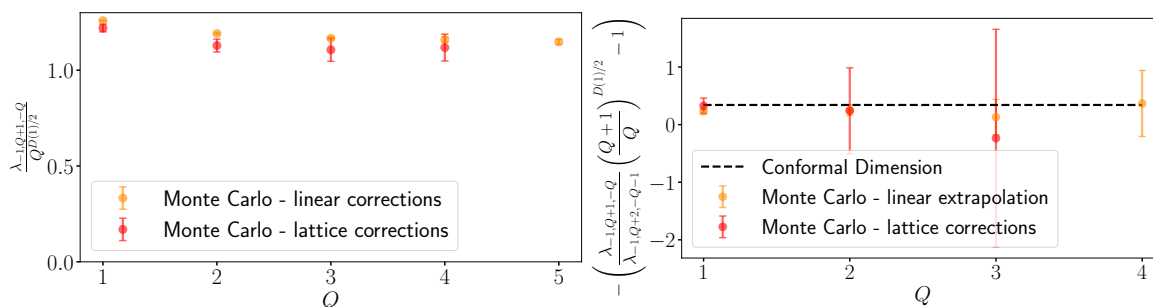 λ₋₁,Q+1,₋Q / Q^{D(1)/2}
1.0
0.5
0.0
1 2 3 4 5
Q
Monte Carlo - linear corrections
Monte Carlo - lattice corrections
−(λ₋₁,Q+1,₋Q / λ₋₁,Q+2,₋Q₋1 ((Q+1)/Q)^{D(1)/2} − 1)
1
0
−1
−2
1 2 3 4
Q
Conformal Dimension
Monte Carlo - linear extrapolation
Monte Carlo - lattice corrections